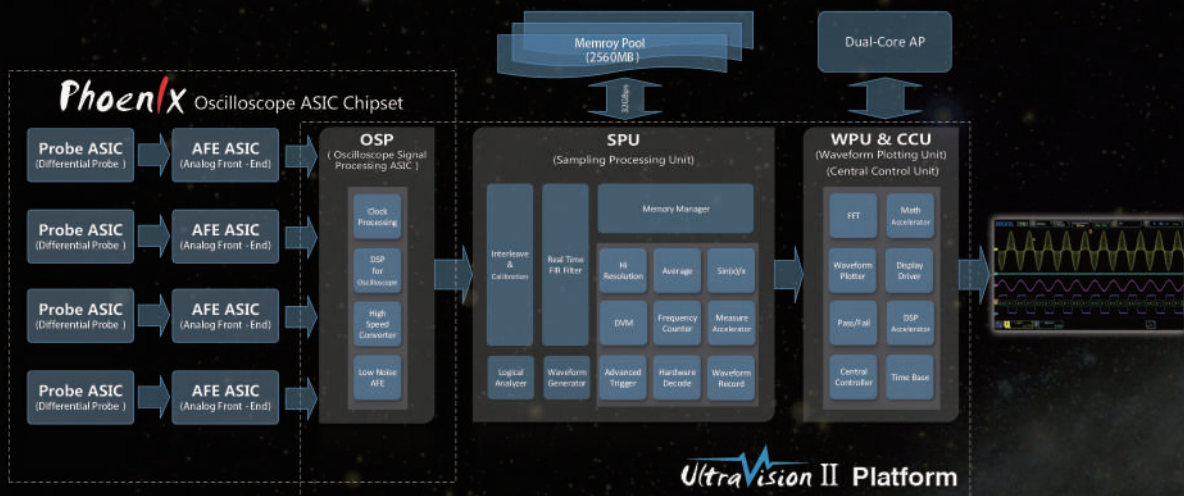 Memroy Pool
(2560MB)
Dual-Core AP
32GBps
Phoenix Oscilloscope ASIC Chipset
Probe ASIC
(Differential Probe )
AFE ASIC
(Analog Front -End)
Probe ASIC
(Differential Probe )
AFE ASIC
(Analog Front -End)
Probe ASIC
(Differential Probe )
AFE ASIC
(Analog Front -End)
Probe ASIC
(Differential Probe )
AFE ASIC
(Analog Front -End)
OSP
( Oscilloscope Signal
Processing ASIC )
Clock
Processing
DSP
for
Oscilloscope
High
Speed
Converter
Low Noise
AFE
SPU
(Sampling Processing Unit)
Interleave
&
Calibration
Real Time
FIR Filter
Memory Manager
Hi
Resolution
Average
Sin(x)/x
DVM
Frequency
Counter
Measure
Accelerator
Logical
Analyzer
Waveform
Generator
Advanced
Trigger
Hardware
Decode
Waveform
Record
WPU & CCU
(Waveform Plotting Unit)
(Central Control Unit)
FFT
Math
Accelerator
Waveform
Plotter
Display
Driver
Pass/Fail
DSP
Accelerator
Central
Controller
Time Base
UltraVision II Platform